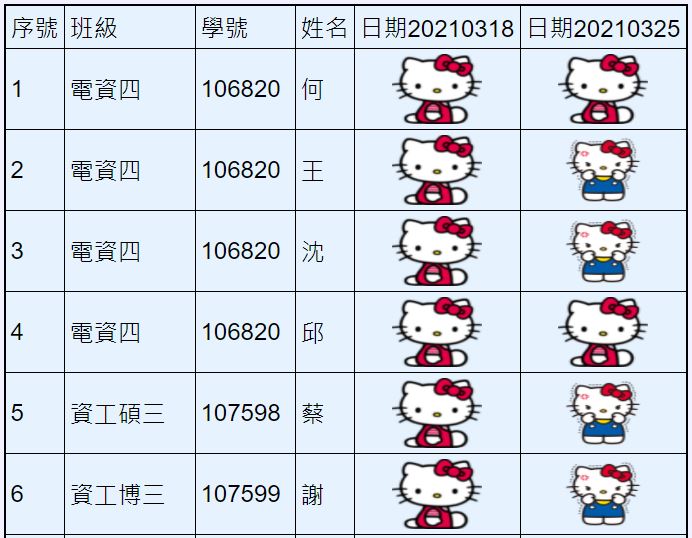 序號 班級 學號 姓名 日期20210318 日期20210325
1 電資四 106820 何
2 電資四 106820 王
3 電資四 106820 沈
4 電資四 106820 邱
5 資工碩三 107598 蔡
6 資工博三 107599 謝